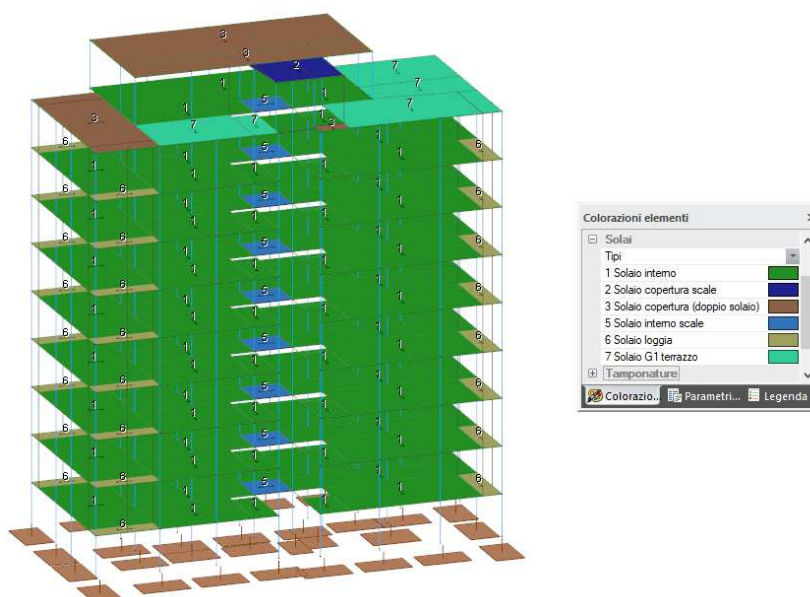 Colorazioni elementi
Solai
Tipi
1 Solaio interno
2 Solaio copertura scale
3 Solaio copertura (doppio solaio)
5 Solaio interno scale
6 Solaio loggia
7 Solaio G1 terrazzo
Tamponature
Colorazio... Parametri... Legenda